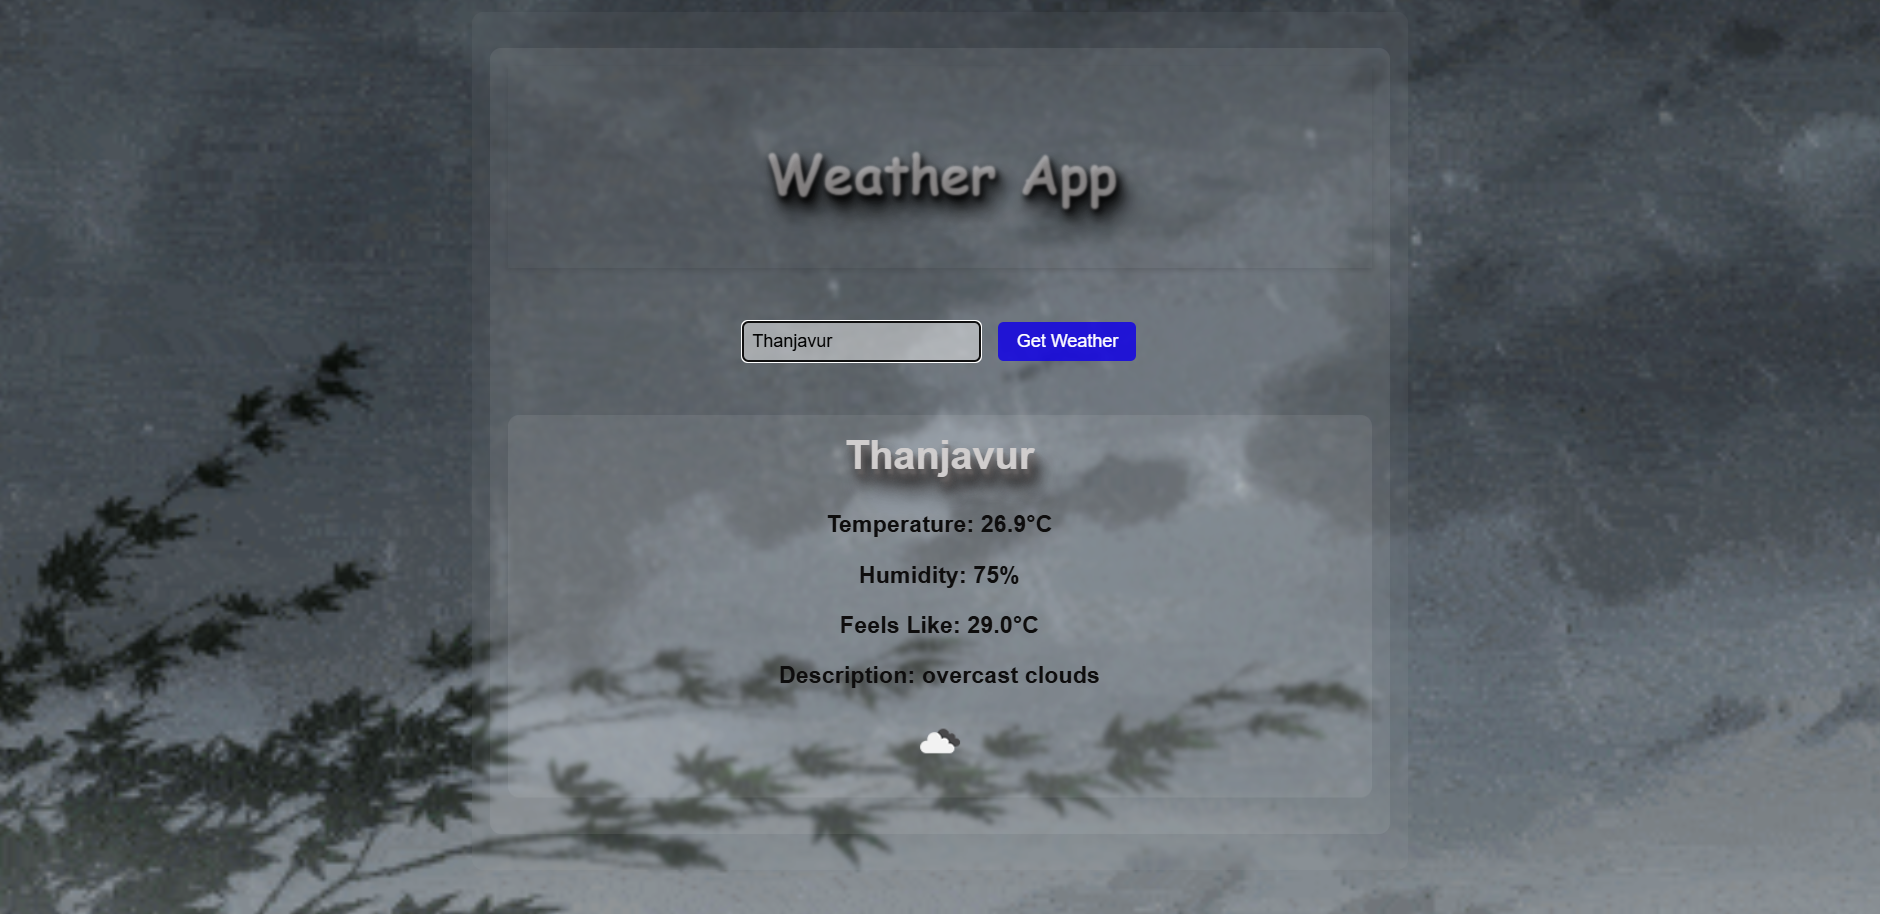 Weather App
Thanjavur
Get Weather
Thanjavur
Temperature: 26.9°C
Humidity: 75%
Feels Like: 29.0°C
Description: overcast clouds